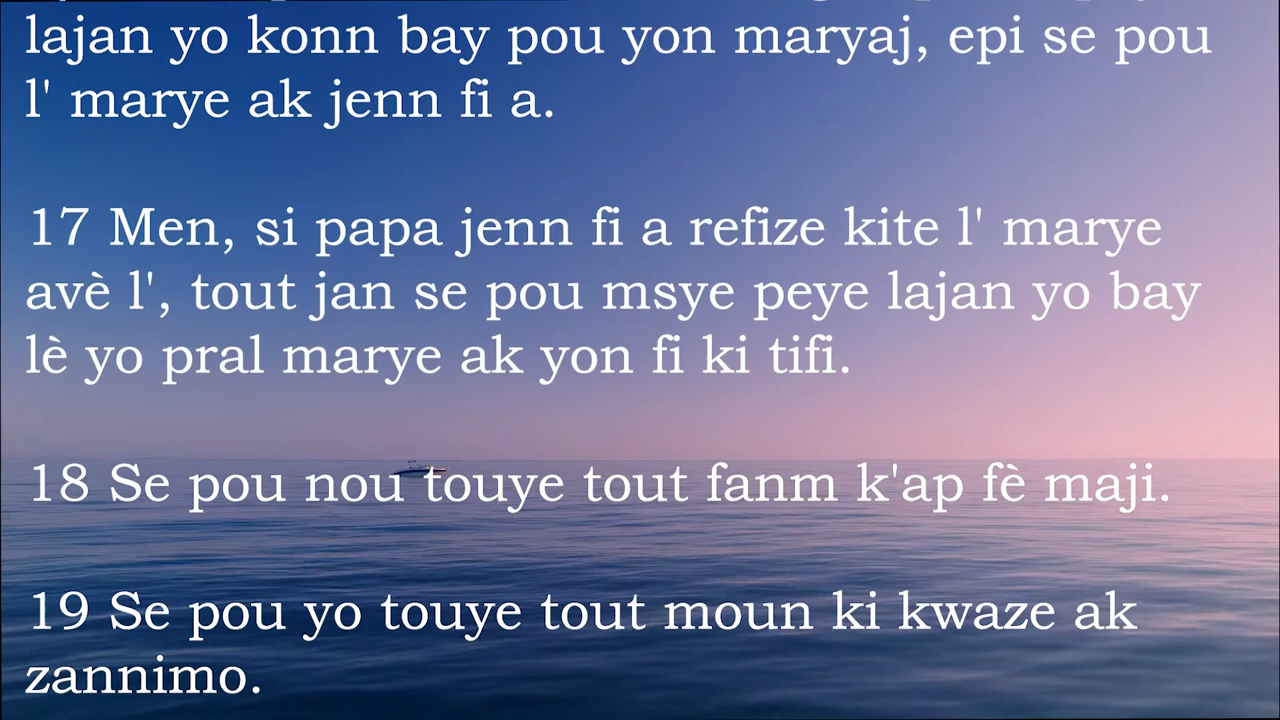 lajan yo konn bay pou yon maryaj, epi se pou
l' marye ak jenn fi a.
17 Men, si papa jenn fi a refize kite l' marye
avè l', tout jan se pou msye peye lajan yo bay
lè yo pral marye ak yon fi ki tifi.
18 Se pou nou touye tout fanm k'ap fè maji.
19 Se pou yo touye tout moun ki kwaze ak
zannimo.